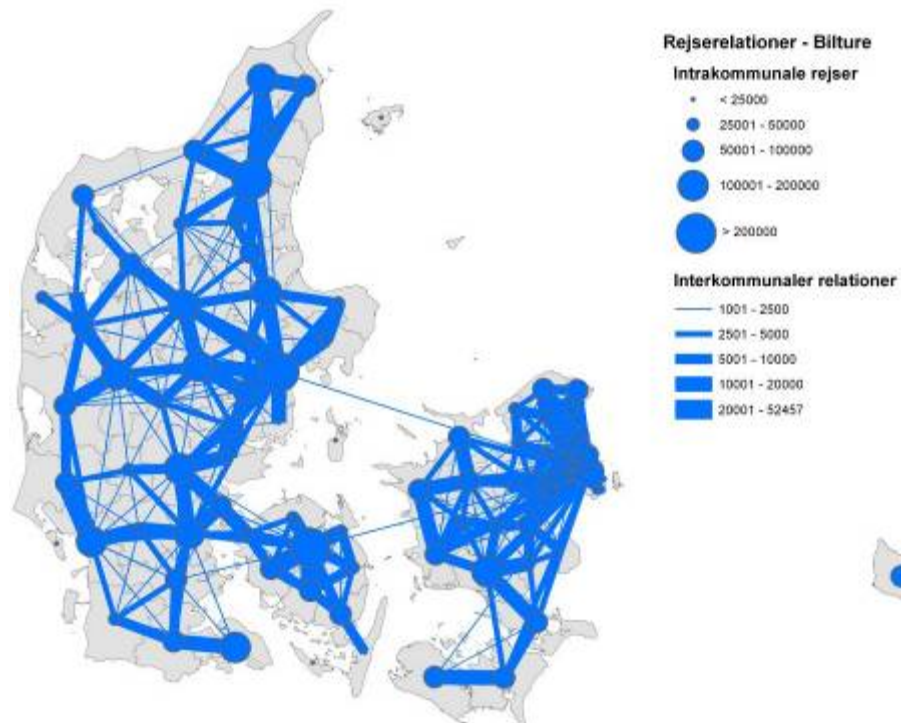 Rejserelationer - Bilture
Intrakommunale rejser
< 25000
25001 - 50000
50001 - 100000
100001 - 200000
> 200000
Interkommunaler relationer
1001 - 2500
2501 - 5000
5001 - 10000
10001 - 20000
20001 - 52457